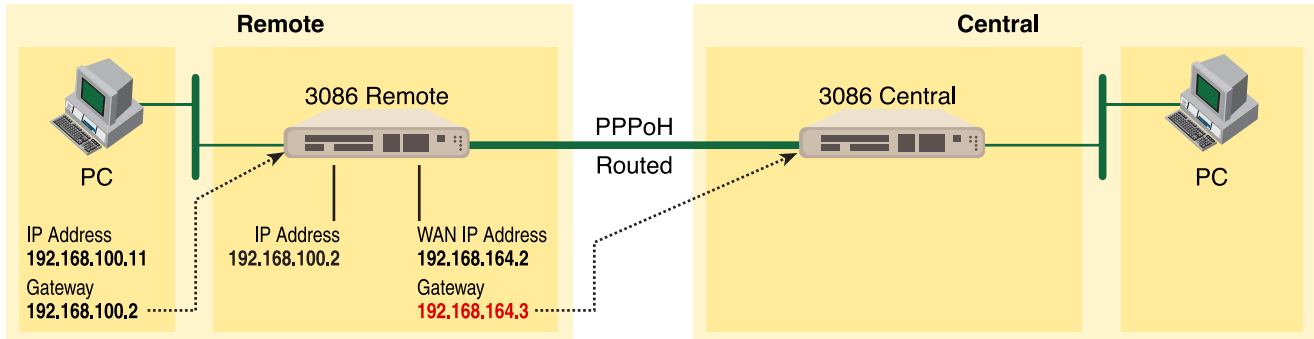 Remote
Central
3086 Remote
3086 Central
PPPoH
Routed
PC
PC
IP Address
192.168.100.11
Gateway
192.168.100.2
IP Address
192.168.100.2
WAN IP Address
192.168.164.2
Gateway
192.168.164.3